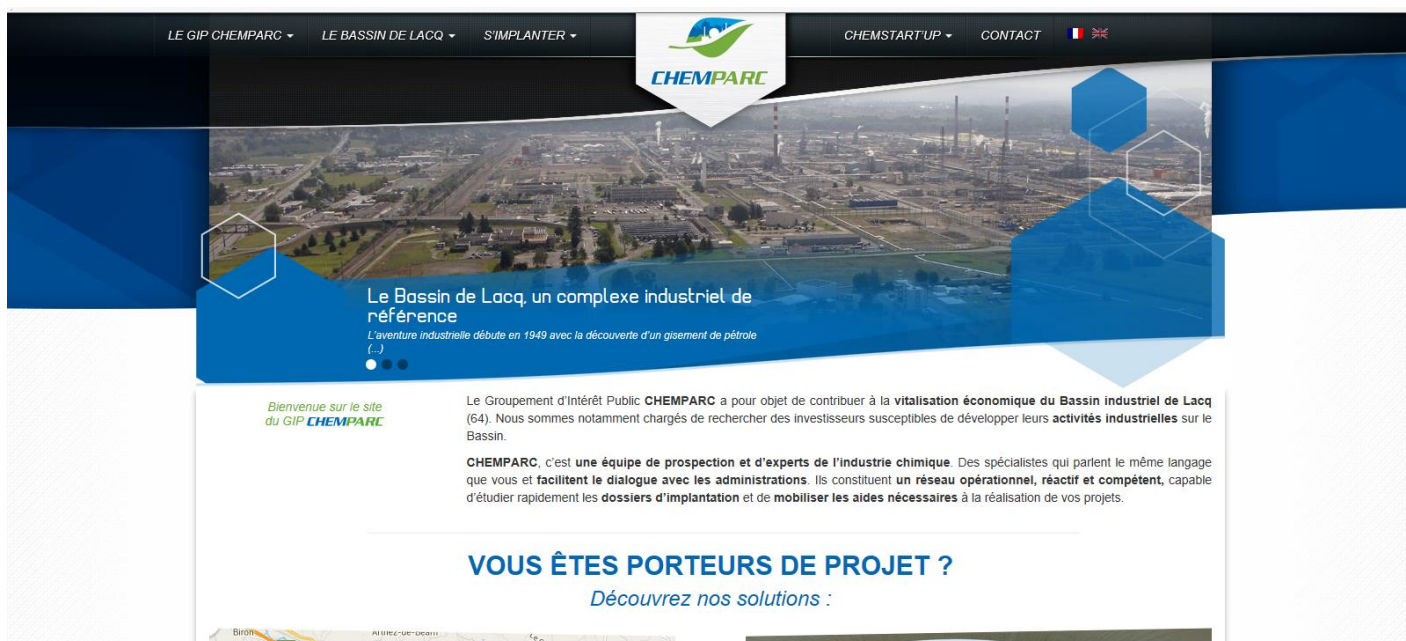 LE GIP CHEMPARC
LE BASSIN DE LACQ
S'IMPLANTER
CHEMPARC
CHEMSTART'UP
CONTACT
Le Bassin de Lacq, un complexe industriel de
référence
L'aventure industrielle débute en 1949 avec la découverte d'un gisement de pétrole
(...)
Bienvenue sur le site
du GIP CHEMPARC
Le Groupement d'Intérêt Public CHEMPARC a pour objet de contribuer à la vitalisation économique du Bassin industriel de Lacq
(64). Nous sommes notamment chargés de rechercher des investisseurs susceptibles de développer leurs activités industrielles sur le
Bassin.
CHEMPARC, c'est une équipe de prospection et d'experts de l'industrie chimique. Des spécialistes qui parlent le même langage
que vous et facilitent le dialogue avec les administrations. Ils constituent un réseau opérationnel, réactif et compétent, capable
d'étudier rapidement les dossiers d'implantation et de mobiliser les aides nécessaires à la réalisation de vos projets.
VOUS ÊTES PORTEURS DE PROJET ?
Découvrez nos solutions :
Biron